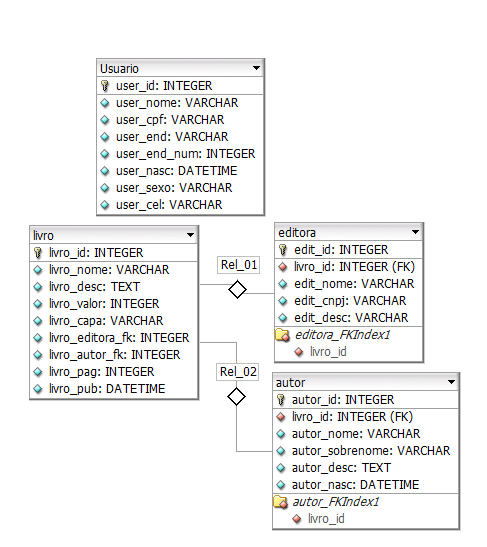 Usuario
user_id: INTEGER
user_nome: VARCHAR
user_cpf: VARCHAR
user_end: VARCHAR
user_end_num: INTEGER
user_nasc: DATETIME
user_sexo: VARCHAR
user_cel: VARCHAR
livro
livro_id: INTEGER
livro_nome: VARCHAR
livro_desc: TEXT
livro_valor: INTEGER
livro_capa: VARCHAR
livro_editora_fk: INTEGER
livro_autor_fk: INTEGER
livro_pag: INTEGER
livro_pub: DATETIME
Rel_01
editora
edit_id: INTEGER
livro_id: INTEGER (FK)
edit_nome: VARCHAR
edit_cnpj: VARCHAR
edit_desc: VARCHAR
editora_FKIndex1
livro_id
Rel_02
autor
autor_id: INTEGER
livro_id: INTEGER (FK)
autor_nome: VARCHAR
autor_sobrenome: VARCHAR
autor_desc: TEXT
autor_nasc: DATETIME
autor_FKIndex1
livro_id